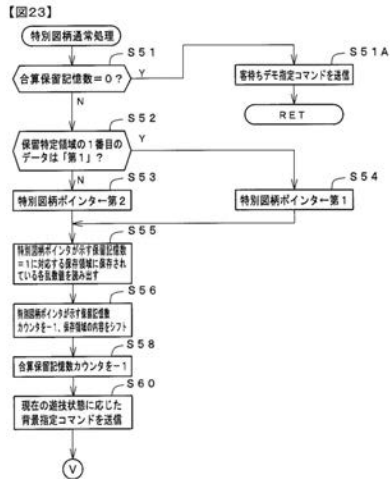 【図23】
特別図柄通常処理
S51
合算保留記憶数=0?
Y
S51A
客待ちデモ指定コマンドを送信
RET
N
S52
保留特定領域の1番目の
データは「第1」?
Y
N
S53
特別図柄ポインタ←第2
S54
特別図柄ポインタ←第1
S55
特別図柄ポインタが示す保留記憶数
=1に対応する保存領域に保存され
ている各乱数値を読み出す
S56
特別図柄ポインタが示す保留記憶数
カウンタを-1、保存領域の内容をシフト
S58
合算保留記憶数カウンタを-1
S60
現在の遊技状態に応じた
背景指定コマンドを送信
V